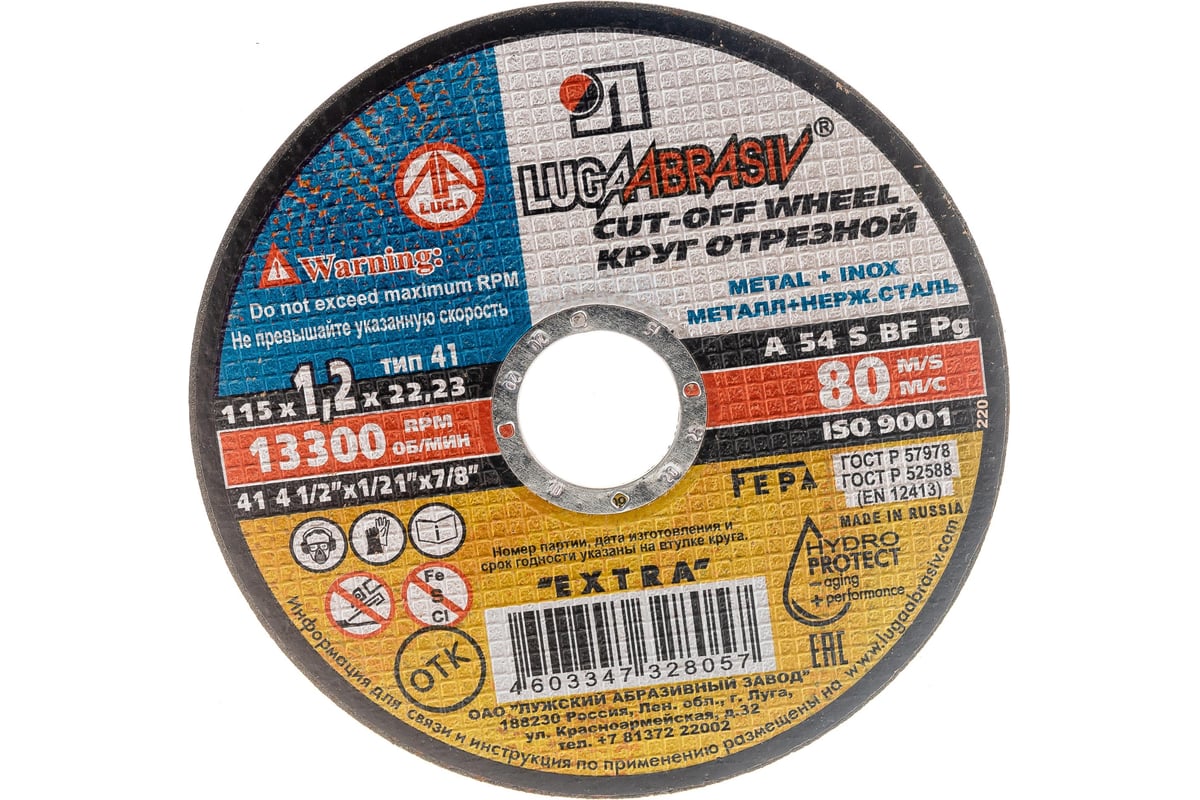 LUGAABRASIV®
CUT-OFF WHEEL
КРУГ ОТРЕЗНОЙ
METAL + INOX
МЕТАЛЛ+НЕРЖ.СТАЛЬ
LUGA
Warning:
Do not exceed maximum RPM
Не превышайте указанную скорость
тип 41
115 x 1,2 x 22,23
13300 RPM
ОБ/МИН
41 4 1/2"x1/21"x7/8"
A 54 S BF Pg
80 M/S
М/С
ISO 9001
220
FEPA
ГОСТ Р 57978
ГОСТ Р 52588
(EN 12413)
MADE IN RUSSIA
HYDRO
PROTECT
– aging
+ performance
Номер партии, дата изготовления и
срок годности указаны на втулке круга.
"EXTRA"
Fe
S
Cl
ОТК
4 603347 328057
EAC
ОАО "ЛУЖСКИЙ АБРАЗИВНЫЙ ЗАВОД"
188230 Россия, Лен. обл., г. Луга,
ул. Красноармейская, д.32
тел. +7 81372 22002
Информация для связи и инструкция по применению размещены на www.lugaabrasiv.com